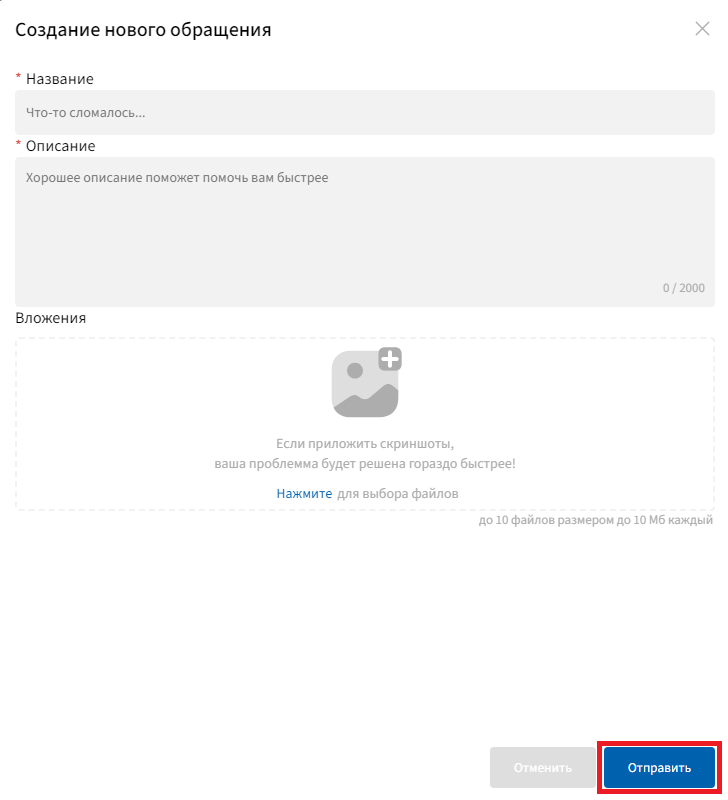 Создание нового обращения
* Название
Что-то сломалось...
* Описание
Хорошее описание поможет помочь вам быстрее
0 / 2000
Вложения
Если приложить скриншоты,
ваша проблемма будет решена гораздо быстрее!
Нажмите для выбора файлов
до 10 файлов размером до 10 Мб каждый
Отменить Отправить